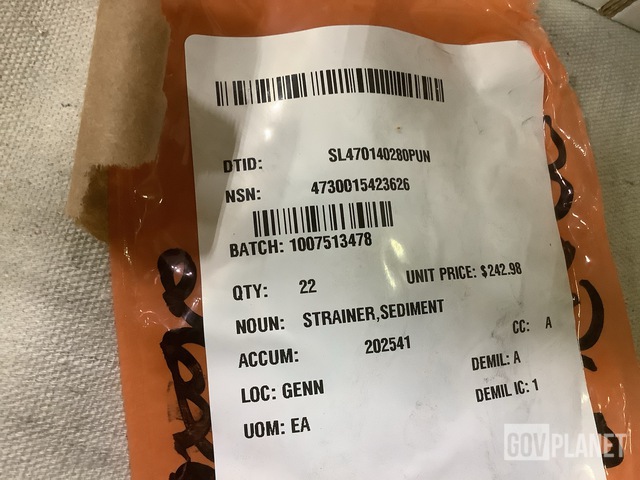 DTID: SL470140280PUN
NSN: 4730015423626
BATCH: 1007513478
QTY: 22 UNIT PRICE: $242.98
NOUN: STRAINER,SEDIMENT
CC: A
ACCUM: 202541
DEMIL: A
LOC: GENN
DEMIL IC: 1
UOM: EA
GOVPLANET